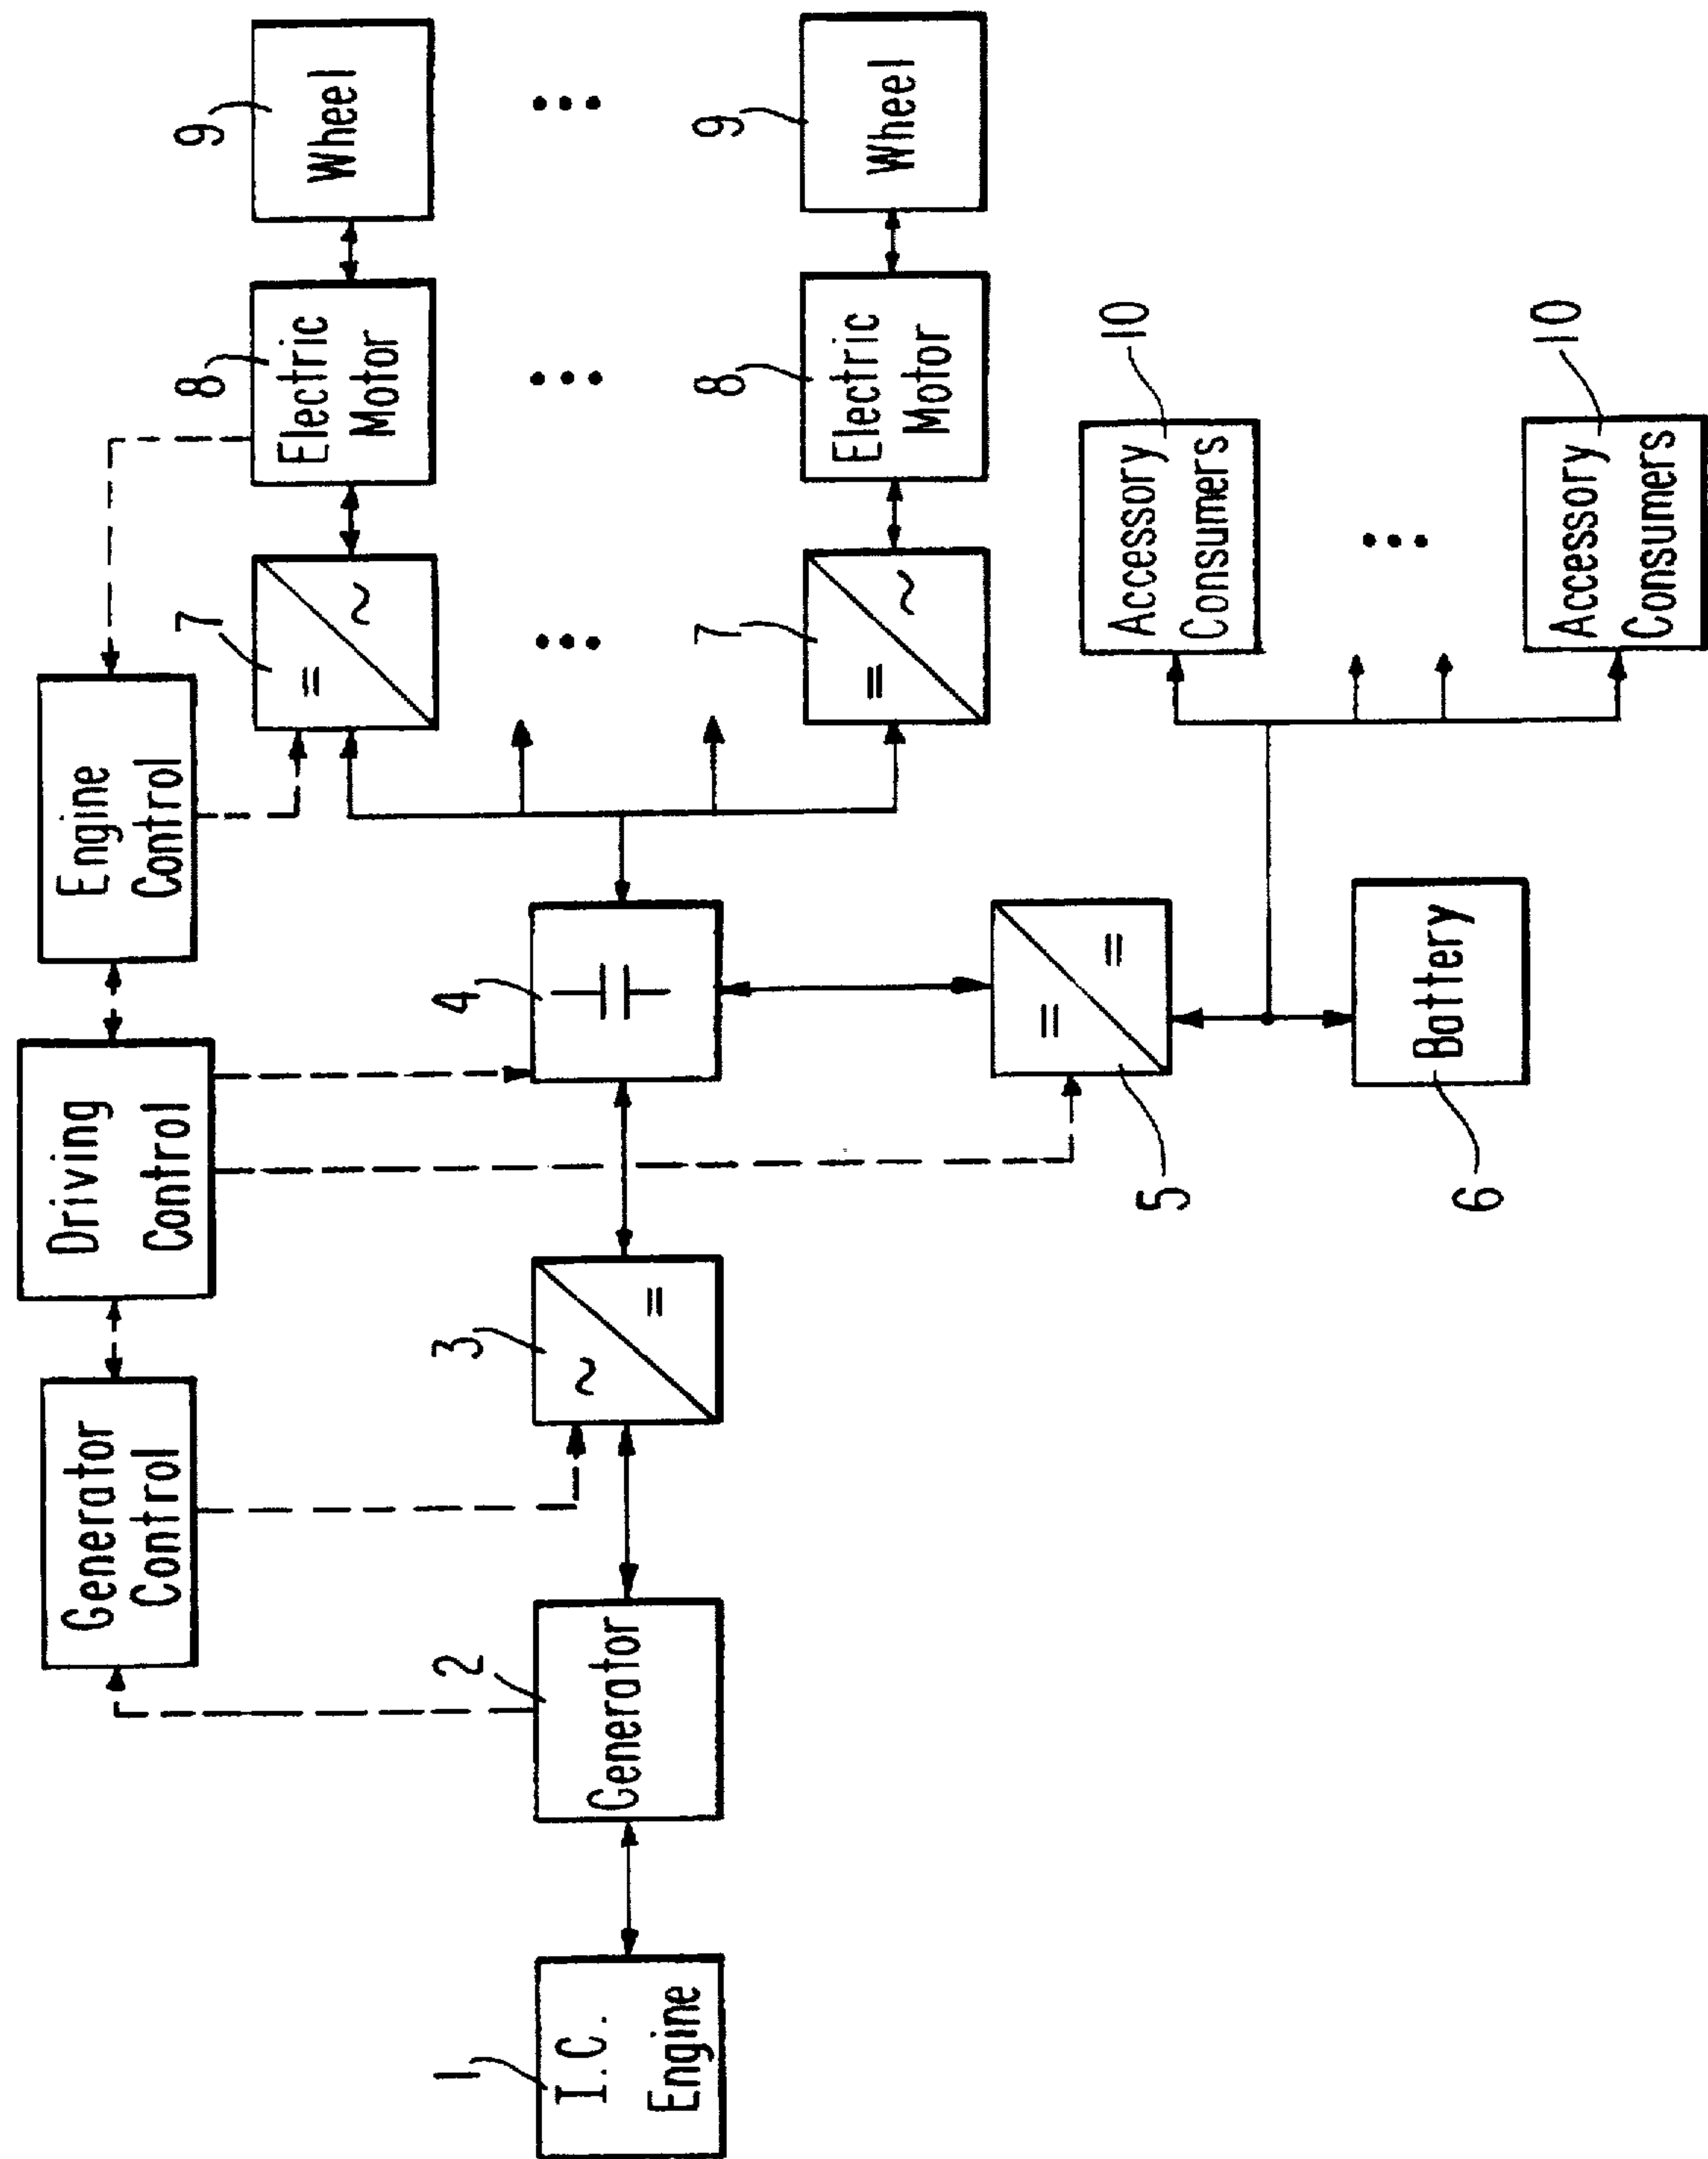 Generator
Control
Driving
Control
Engine
Control
1
I.C.
Engine
2
Generator
3
~
=
4
7
=
~
8
Electric
Motor
9
Wheel
7
=
~
8
Electric
Motor
9
Wheel
5
=
=
6
Battery
10
Accessory
Consumers
10
Accessory
Consumers